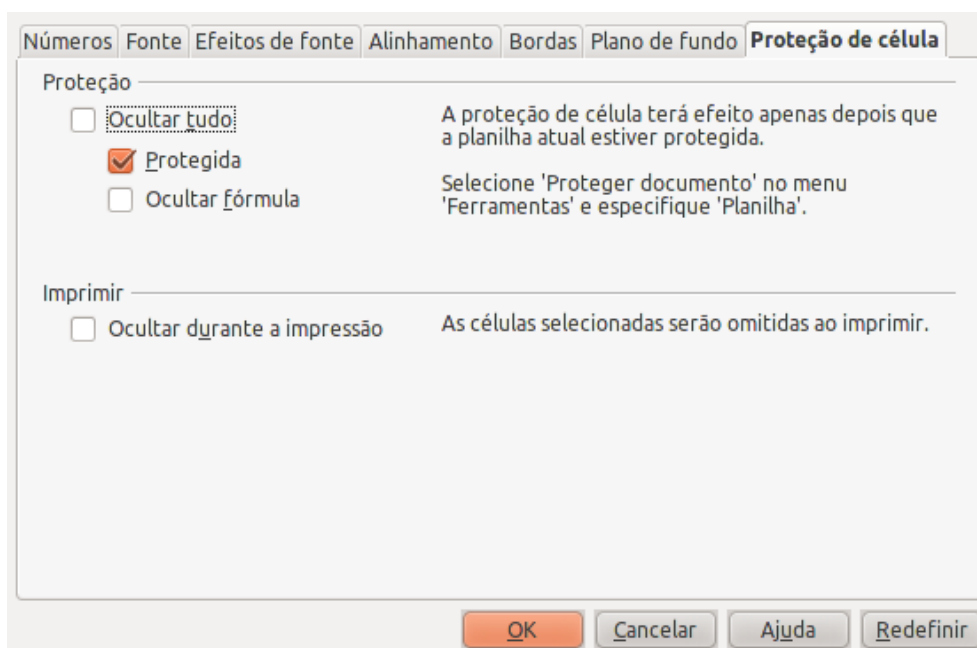 Números Fonte Efeitos de fonte Alinhamento Bordas Plano de fundo Proteção de célula
Proteção
Ocultar tudo
Protegida
Ocultar fórmula
A proteção de célula terá efeito apenas depois que
a planilha atual estiver protegida.
Selecione 'Proteger documento' no menu
'Ferramentas' e especifique 'Planilha'.
Imprimir
Ocultar durante a impressão
As células selecionadas serão omitidas ao imprimir.
OK Cancelar Ajuda Redefinir